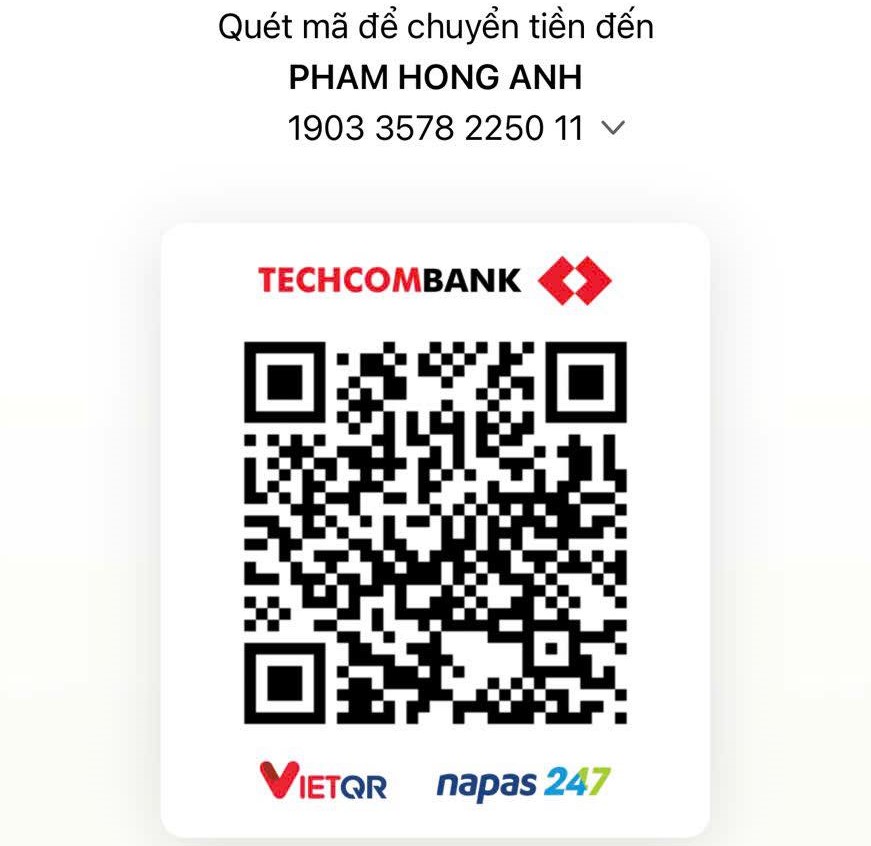 Quét mã để chuyển tiền đến
PHAM HONG ANH
1903 3578 2250 11
TECHCOMBANK
VIETQR
napas 247